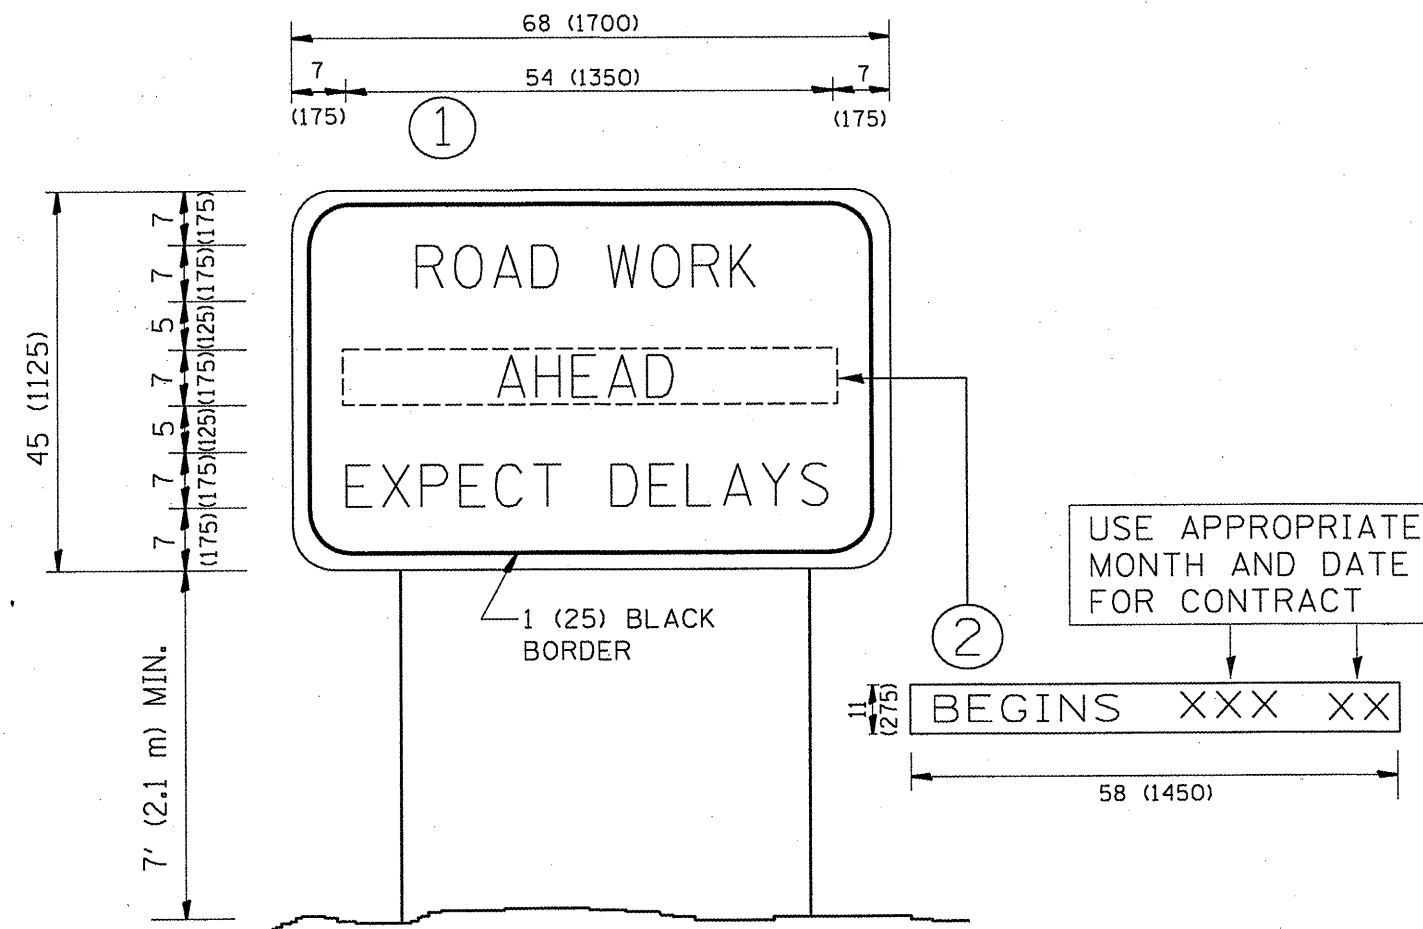 68 (1700)
7
54 (1350)
7
(175)
(175)
1
45 (1125)
7 (175)
7 (175)
5 (125)
7 (175)
5 (125)
7 (175)
7 (175)
ROAD WORK
AHEAD
EXPECT DELAYS
1 (25) BLACK
BORDER
7' (2.1 m) MIN.
USE APPROPRIATE
MONTH AND DATE
FOR CONTRACT
2
11
(275)
BEGINS XXX XX
58 (1450)